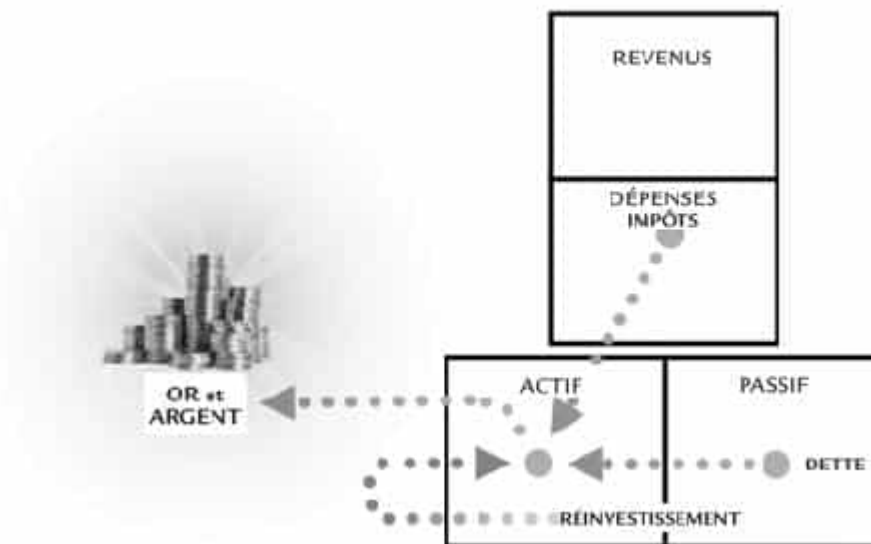 REVENUS
DÉPENSES
INPÔTS
ACTIF
PASSIF
OR et
ARGENT
DETTE
RÉINVESTISSEMENT